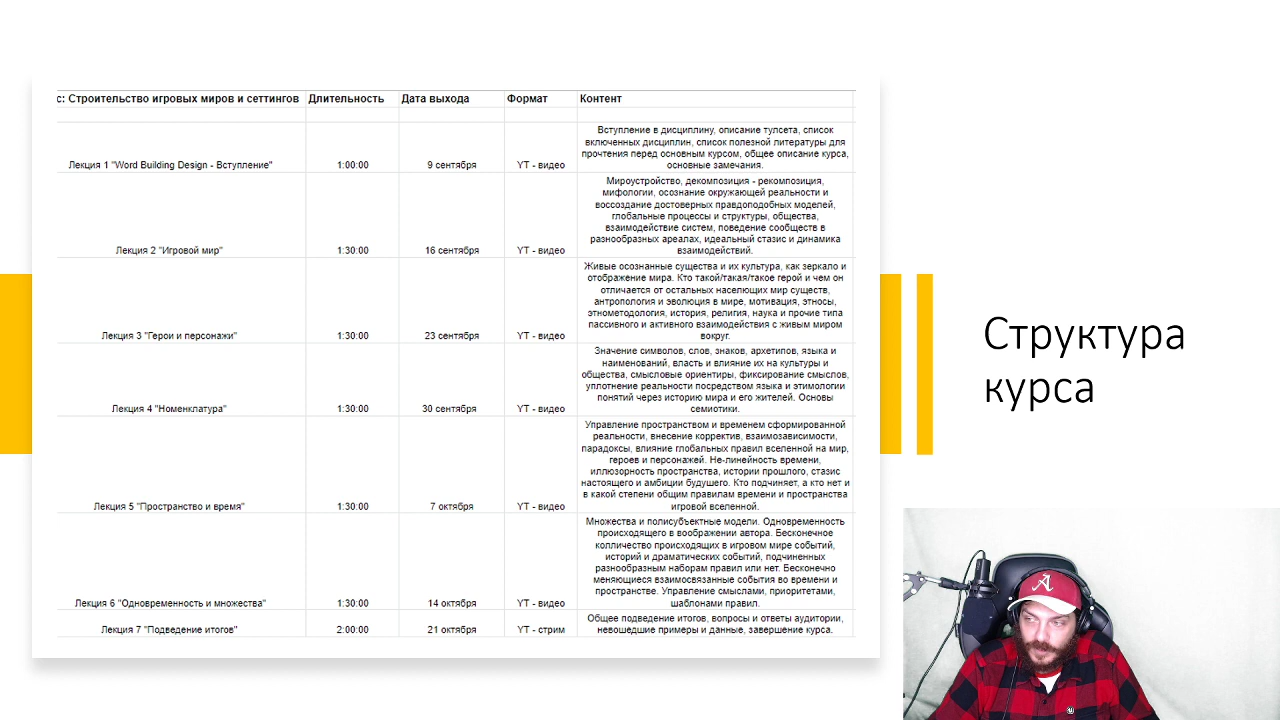 с: Строительство игровых миров и сеттингов Длительность Дата выхода Формат Контент
Вступление в дисциплину, описание тулсета, список
включенных дисциплин, список полезной литературы для
прочтения перед основным курсом, общее описание курса,
Лекция 1 "Word Building Design - Вступление" 1:00:00 9 сентября YT - видео основные замечания.
Мироустройство, декомпозиция - рекомпозиция,
мифологии, осознание окружающей реальности и
воссоздание достоверных правдоподобных моделей,
глобальные процессы и структуры, общества,
взаимодействие систем, поведение сообществ в
разнообразных ареалах, идеальный стазис и динамика
Лекция 2 "Игровой мир" 1:30:00 16 сентября YT - видео взаимодействий.
Живые осознанные существа и их культура, как зеркало и
отображение мира. Кто такой/такая/такое герой и чем он
отличается от остальных населющих мир существ,
антропология и эволюция в мире, мотивация, этносы,
этнометодология, история, религия, наука и прочие типа
пассивного и активного взаимодействия с живым миром
Лекция 3 "Герои и персонажи" 1:30:00 23 сентября YT - видео вокруг.
Значение символов, слов, знаков, архетипов, языка и
наименований, власть и влияние их на культуры и
общества, смысловые ориентиры, фиксирование смыслов,
уплотнение реальности посредством языка и этимологии
понятий через историю мира и его жителей. Основы
Лекция 4 "Номенклатура" 1:30:00 30 сентября YT - видео семиотики.
Управление пространством и временем сформированной
реальности, внесение корректив, взаимозависимости,
парадоксы, влияние глобальных правил вселенной на мир,
героев и персонажей. Не-линейность времени,
иллюзорность пространства, истории прошлого, стазис
настоящего и амбиции будущего. Кто подчиняет, а кто нет и
в какой степени общим правилам времени и пространства
Лекция 5 "Пространство и время" 1:30:00 7 октября YT - видео игровой вселенной.
Множества и полисубъектные модели. Одновременность
происходящего в воображении автора. Бесконечное
колличество происходящих в игровом мире событий,
историй и драматических событий, подчиненных
разнообразным наборам правил или нет. Бесконечно
меняющиеся взаимосвязанные события во времени и
пространстве. Управление смыслами, приоритетами,
Лекция 6 "Одновременность и множества" 1:30:00 14 октября YT - видео шаблонами правил.
Общее подведение итогов, вопросы и ответы аудитории,
Лекция 7 "Подведение итогов" 2:00:00 21 октября YT - стрим невошедшие примеры и данные, завершение курса.
Структура
курса
A